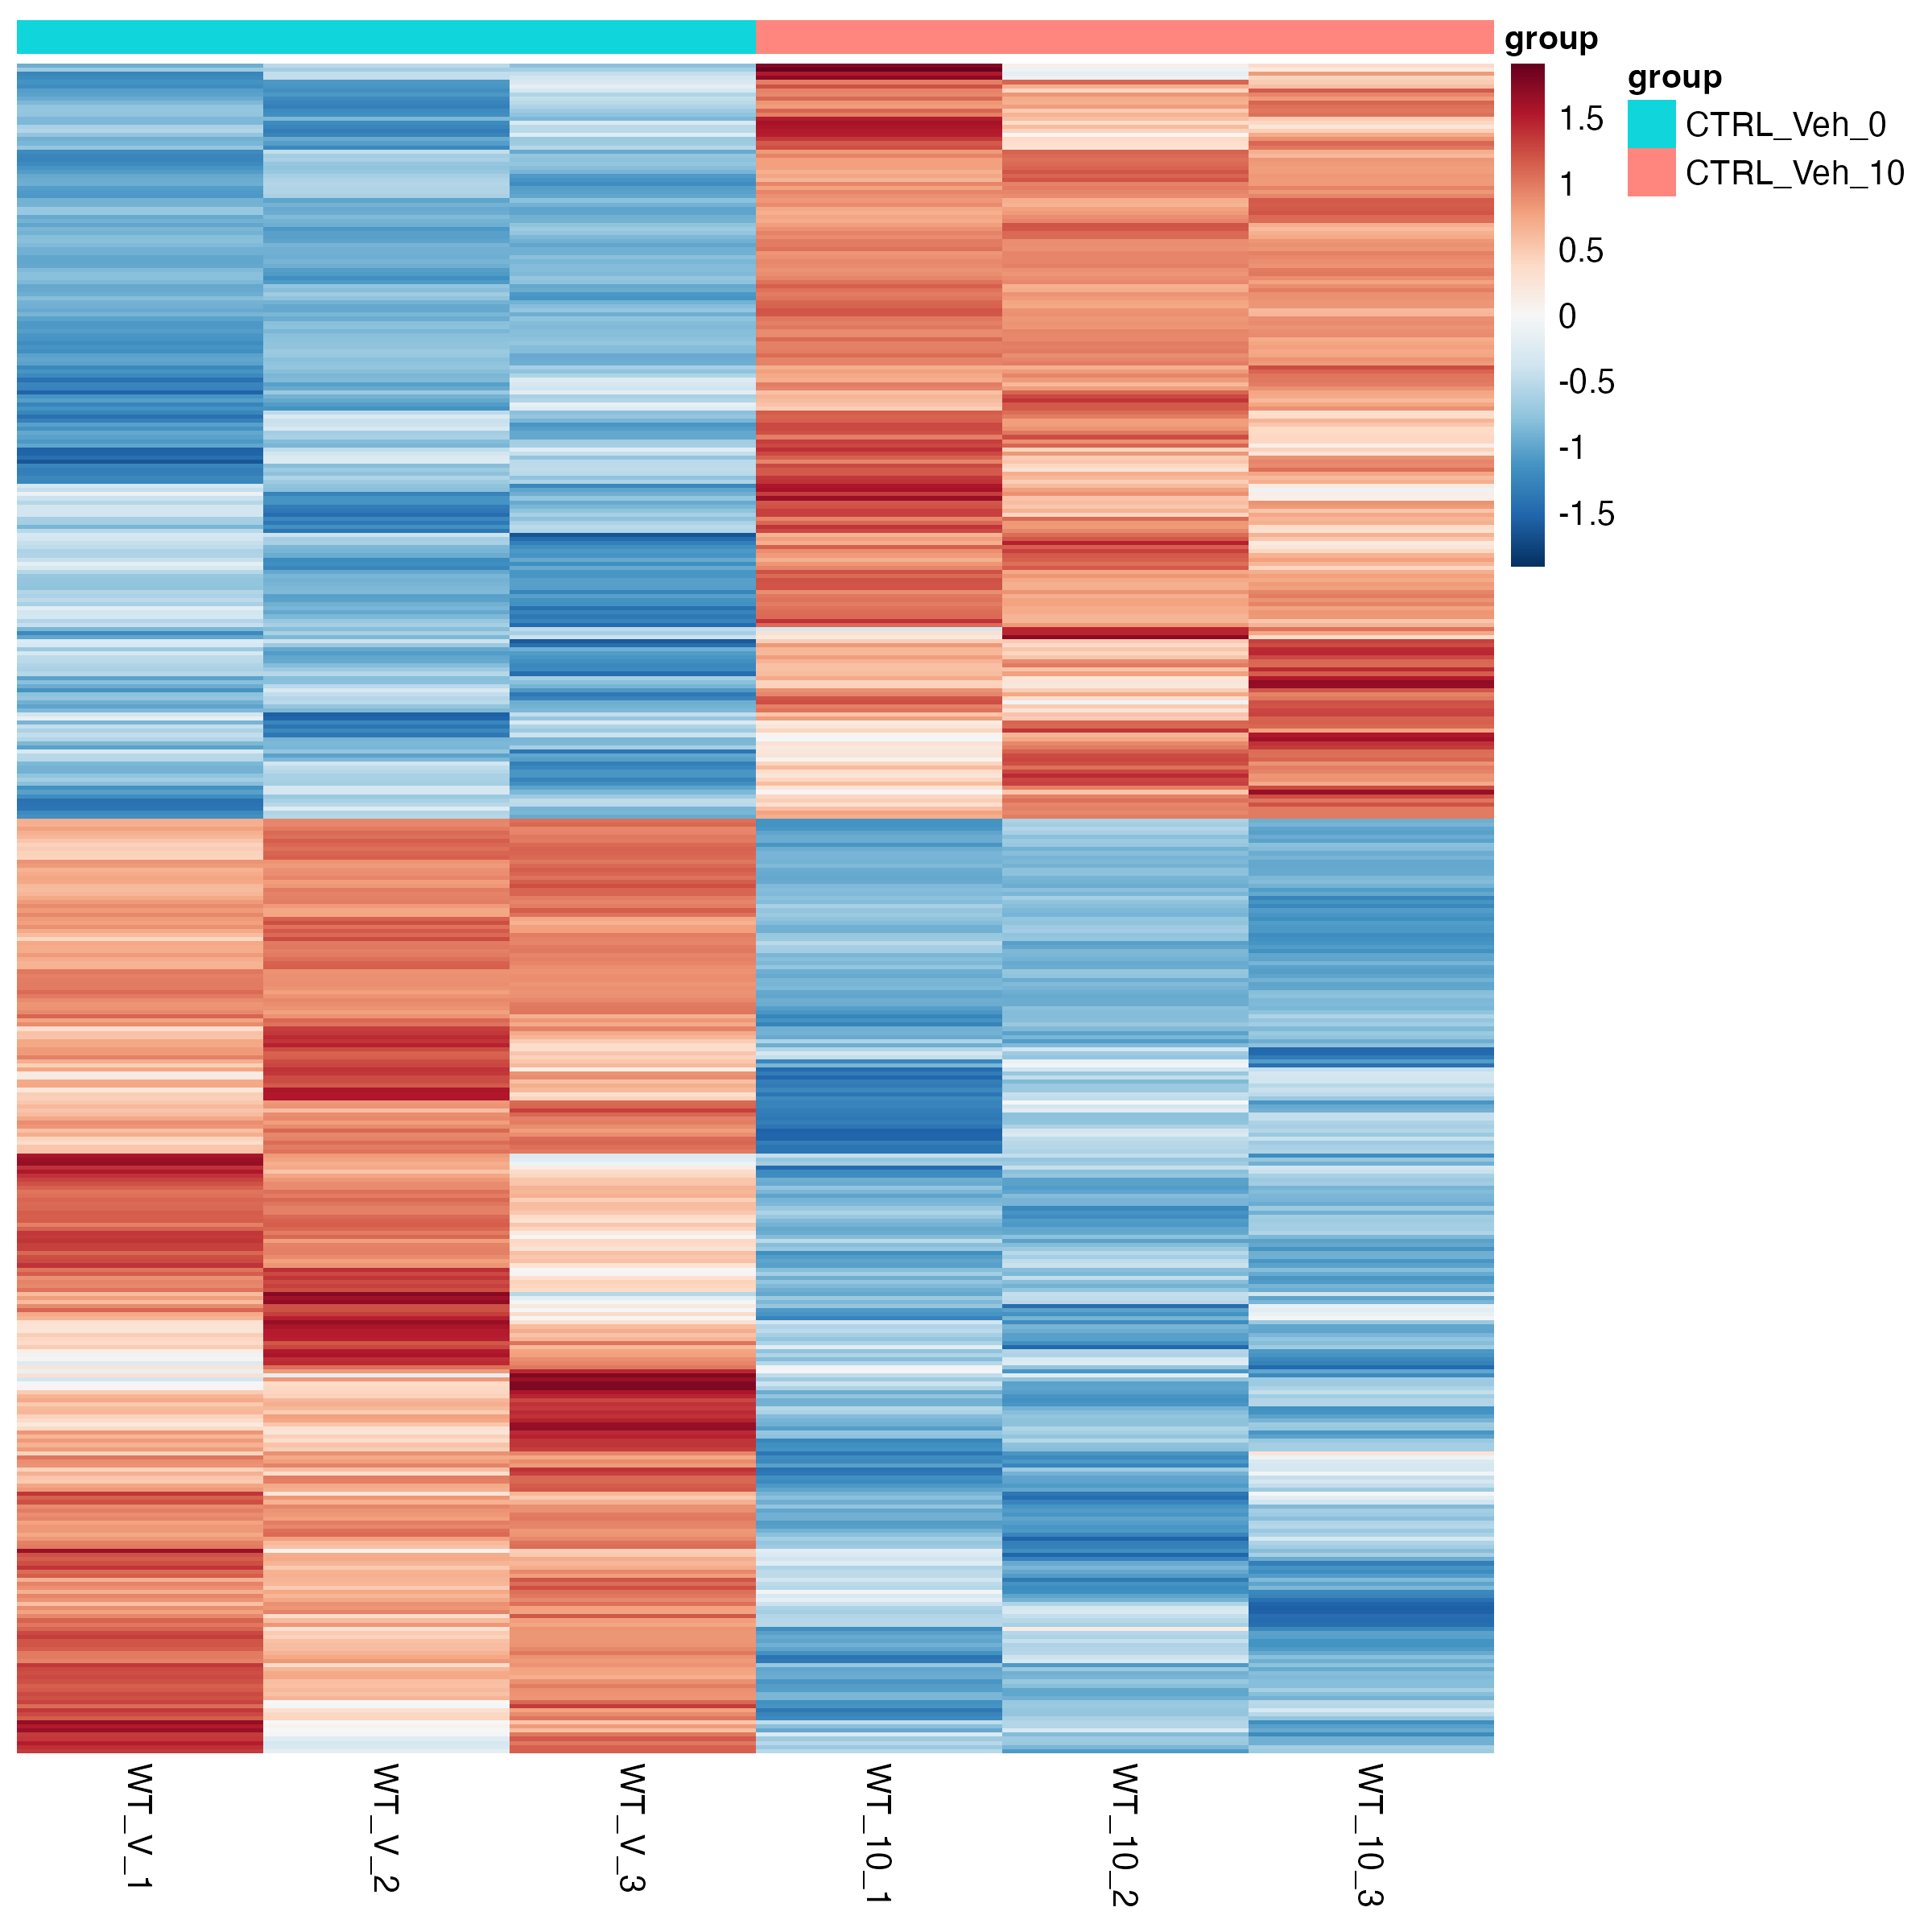 group
group
CTRL_Veh_0
CTRL_Veh_10
1.5
1
0.5
0
-0.5
-1
-1.5
WT_V_1
WT_V_2
WT_V_3
WT_10_1
WT_10_2
WT_10_3